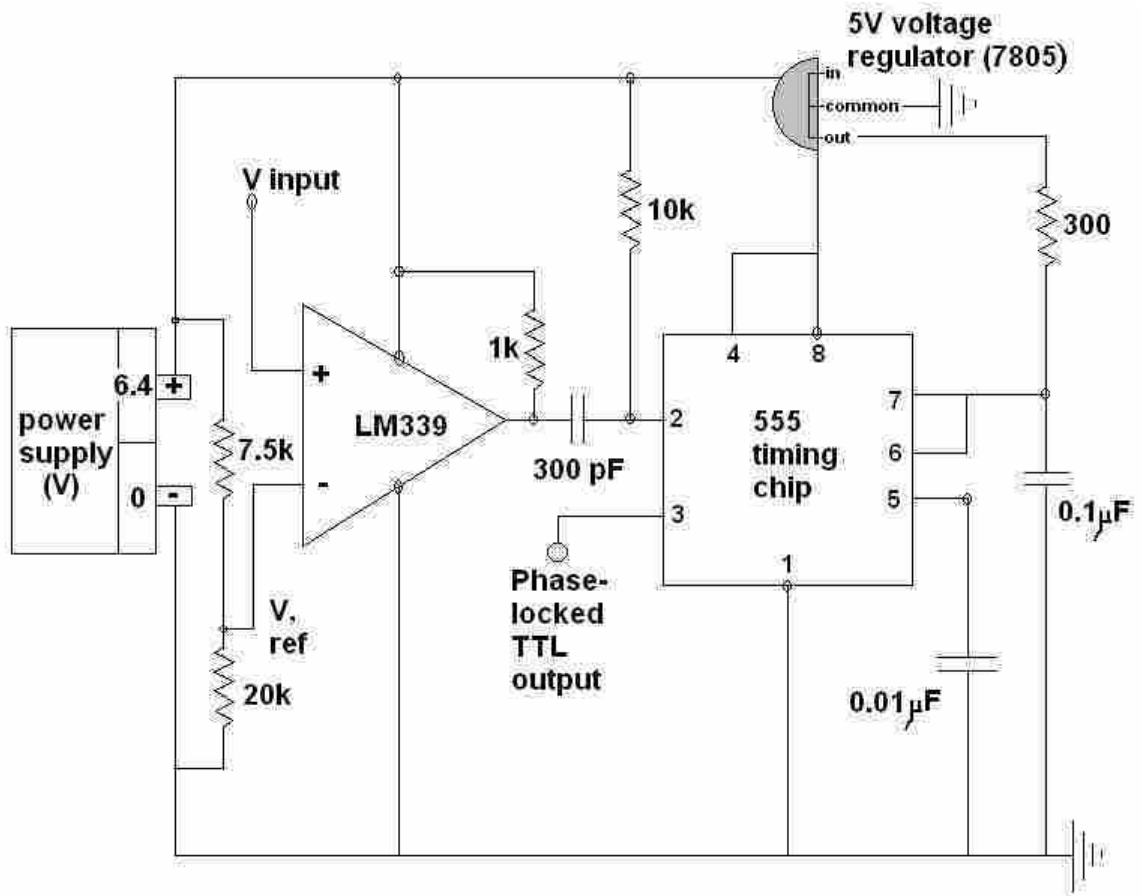 5V voltage
regulator (7805)
in
common
out
V input
10k
300
1k
4
8
6.4
+
+
power
supply
(V)
7.5k
LM339
2
555
timing
chip
7
6
0
-
-
300 pF
5
0.1μF
3
1
Phase-
locked
TTL
output
V,
ref
20k
0.01μF